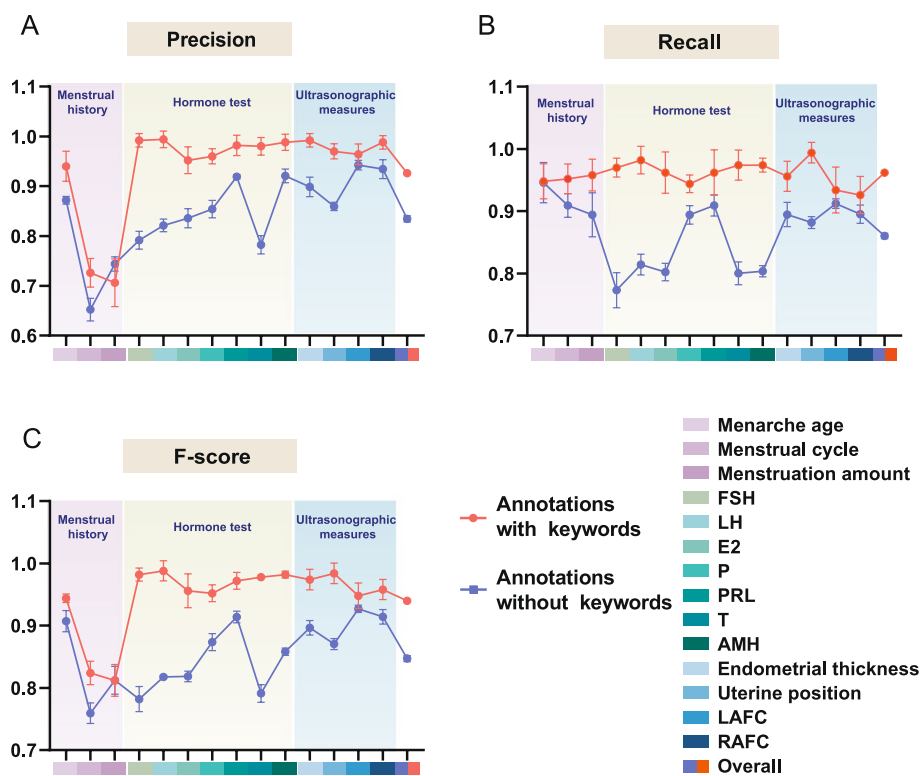 A
Precision
1.1
1.0
0.9
0.8
0.7
0.6
Menstrual
history
Hormone test
Ultrasonographic
measures
B
Recall
1.1
1.0
0.9
0.8
0.7
Menstrual
history
Hormone test
Ultrasonographic
measures
C
F-score
1.1
1.0
0.9
0.8
0.7
Menstrual
history
Hormone test
Ultrasonographic
measures
Annotations
with keywords
Annotations
without keywords
Menarche age
Menstrual cycle
Menstruation amount
FSH
LH
E2
P
PRL
T
AMH
Endometrial thickness
Uterine position
LAFC
RAFC
Overall